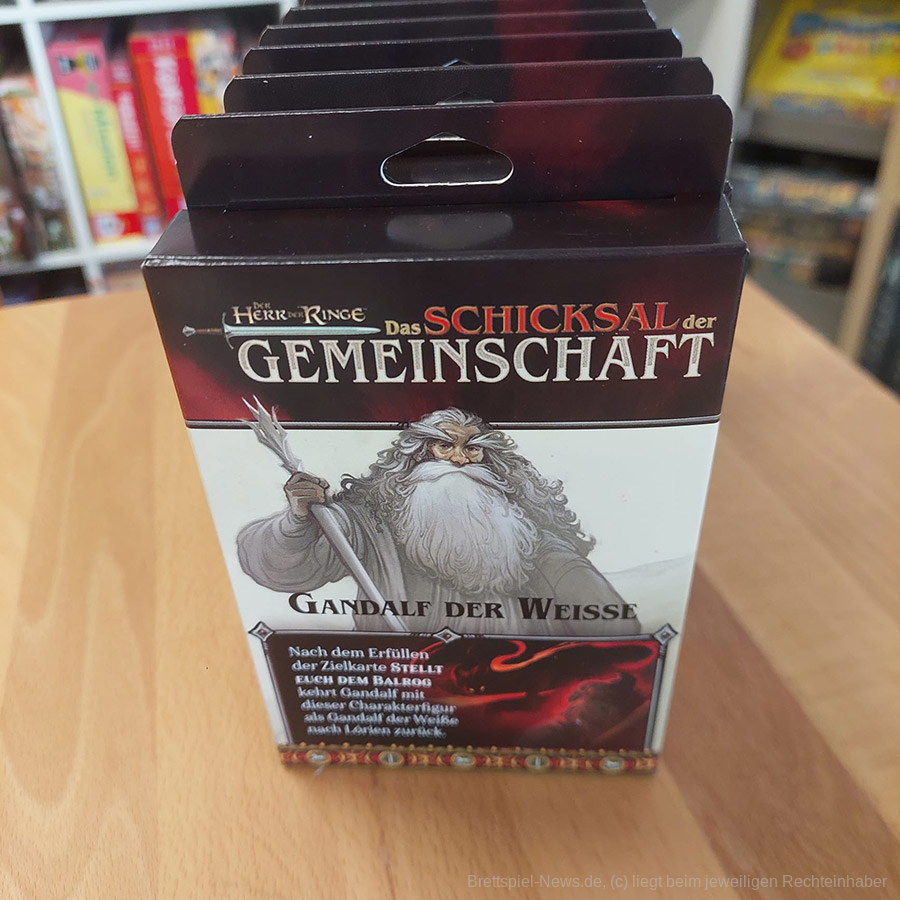 DER
HERR DER RINGE
Das SCHICKSAL der
GEMEINSCHAFT
GANDALF DER WEISSE
Nach dem Erfüllen
der Zielkarte STELLT
EUCH DEM BALROG
kehrt Gandalf mit
dieser Charakterfigur
als Gandalf der Weiße
nach Lórien zurück.
Brettspiel-News.de, (c) liegt beim jeweiligen Rechteinhaber